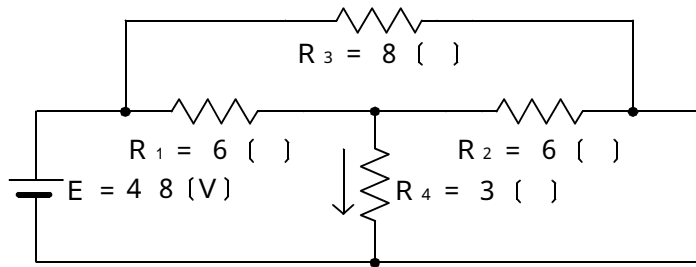 R₃ = 8 〔 〕
R₁ = 6 〔 〕
R₂ = 6 〔 〕
E = 4 8 〔V〕
R₄ = 3 〔 〕